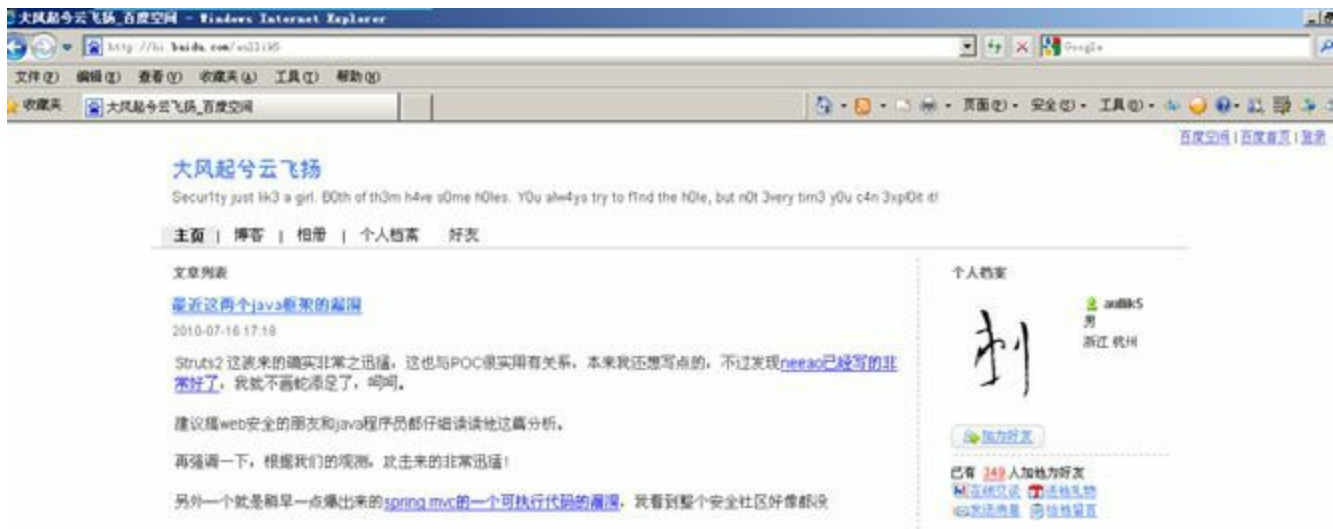 大风起兮云飞扬_百度空间 - Windows Internet Explorer
http://hi.baidu.com/
Google
文件(F) 编辑(E) 查看(V) 收藏夹(A) 工具(T) 帮助(H)
收藏夹 大风起兮云飞扬_百度空间 页面(P) 安全(S) 工具(O)
百度空间 | 百度首页 | 登录
大风起兮云飞扬
Secur1ty just lik3 a girl. B0th of th3m h4ve s0me h0les. Y0u alw4ys try to f1nd the h0le, but n0t 3very tim3 y0u c4n 3xpl0it it!
主页 | 博客 | 相册 | 个人档案 好友
文章列表
最近这两个java框架的漏洞
2010-07-16 17:18
Struts2 这波来的确实非常之迅猛，这也与POC很实用有关系，本来我还想写点的，不过发现neeao已经写的非
常好了，我就不画蛇添足了，呵呵。
建议搞web安全的朋友和java程序员都仔细读读他这篇分析。
再强调一下，根据我们的观测，攻击来的非常迅猛！
另外一个就是稍早一点爆出来的spring mvc的一个可执行代码的漏洞，我看到整个安全社区好像都没
个人档案
刺
aullik5
男
浙江 杭州
加为好友
已有 349 人加他为好友
在线交谈 送他礼物
发送消息 给他留言